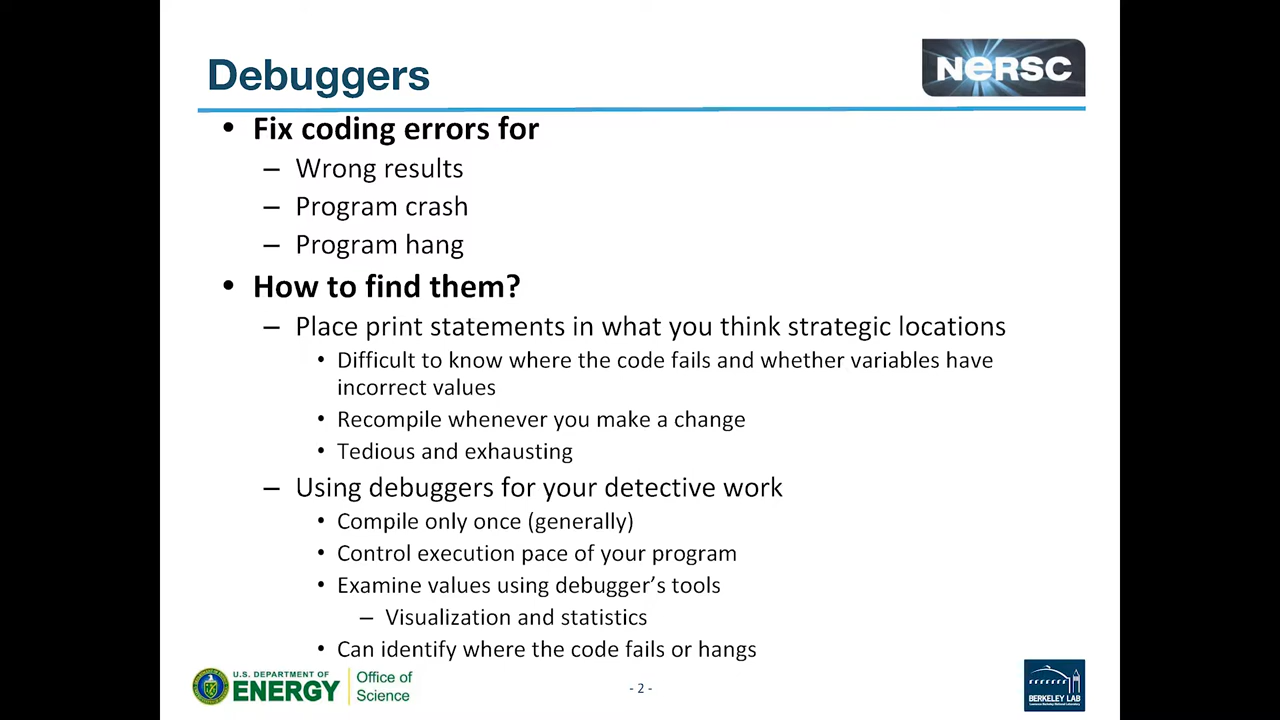 Debuggers
NERSC
• Fix coding errors for
– Wrong results
– Program crash
– Program hang
• How to find them?
– Place print statements in what you think strategic locations
• Difficult to know where the code fails and whether variables have
incorrect values
• Recompile whenever you make a change
• Tedious and exhausting
– Using debuggers for your detective work
• Compile only once (generally)
• Control execution pace of your program
• Examine values using debugger's tools
– Visualization and statistics
• Can identify where the code fails or hangs
U.S. DEPARTMENT OF
ENERGY
Office of
Science
- 2 -
BERKELEY LAB
Lawrence Berkeley National Laboratory